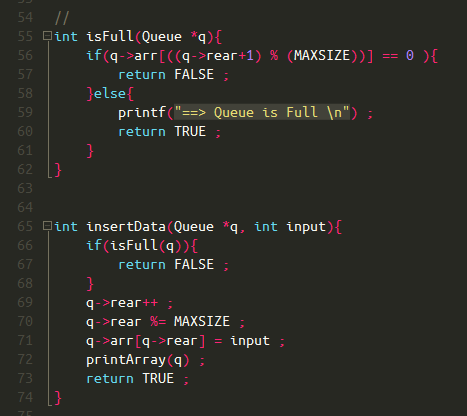 54 //
55 int isFull(Queue *q){
56     if(q->arr[((q->rear+1) % (MAXSIZE))] == 0 ){
57         return FALSE ;
58     }else{
59         printf("==> Queue is Full \n") ;
60         return TRUE ;
61     }
62 }
63
64
65 int insertData(Queue *q, int input){
66     if(isFull(q)){
67         return FALSE ;
68     }
69     q->rear++ ;
70     q->rear %= MAXSIZE ;
71     q->arr[q->rear] = input ;
72     printArray(q) ;
73     return TRUE ;
74 }